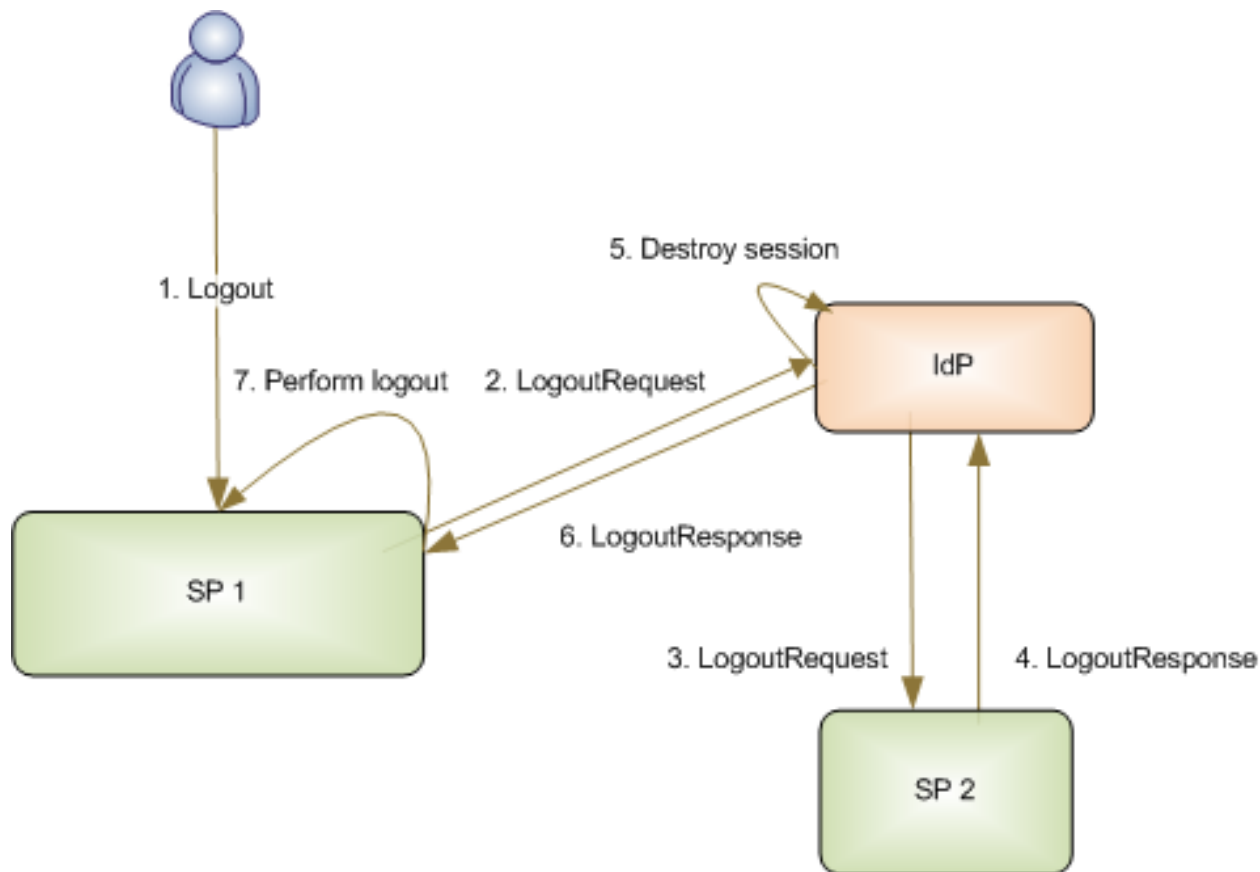 5. Destroy session
1. Logout
IdP
7. Perform logout
2. LogoutRequest
6. LogoutResponse
SP 1
3. LogoutRequest
4. LogoutResponse
SP 2